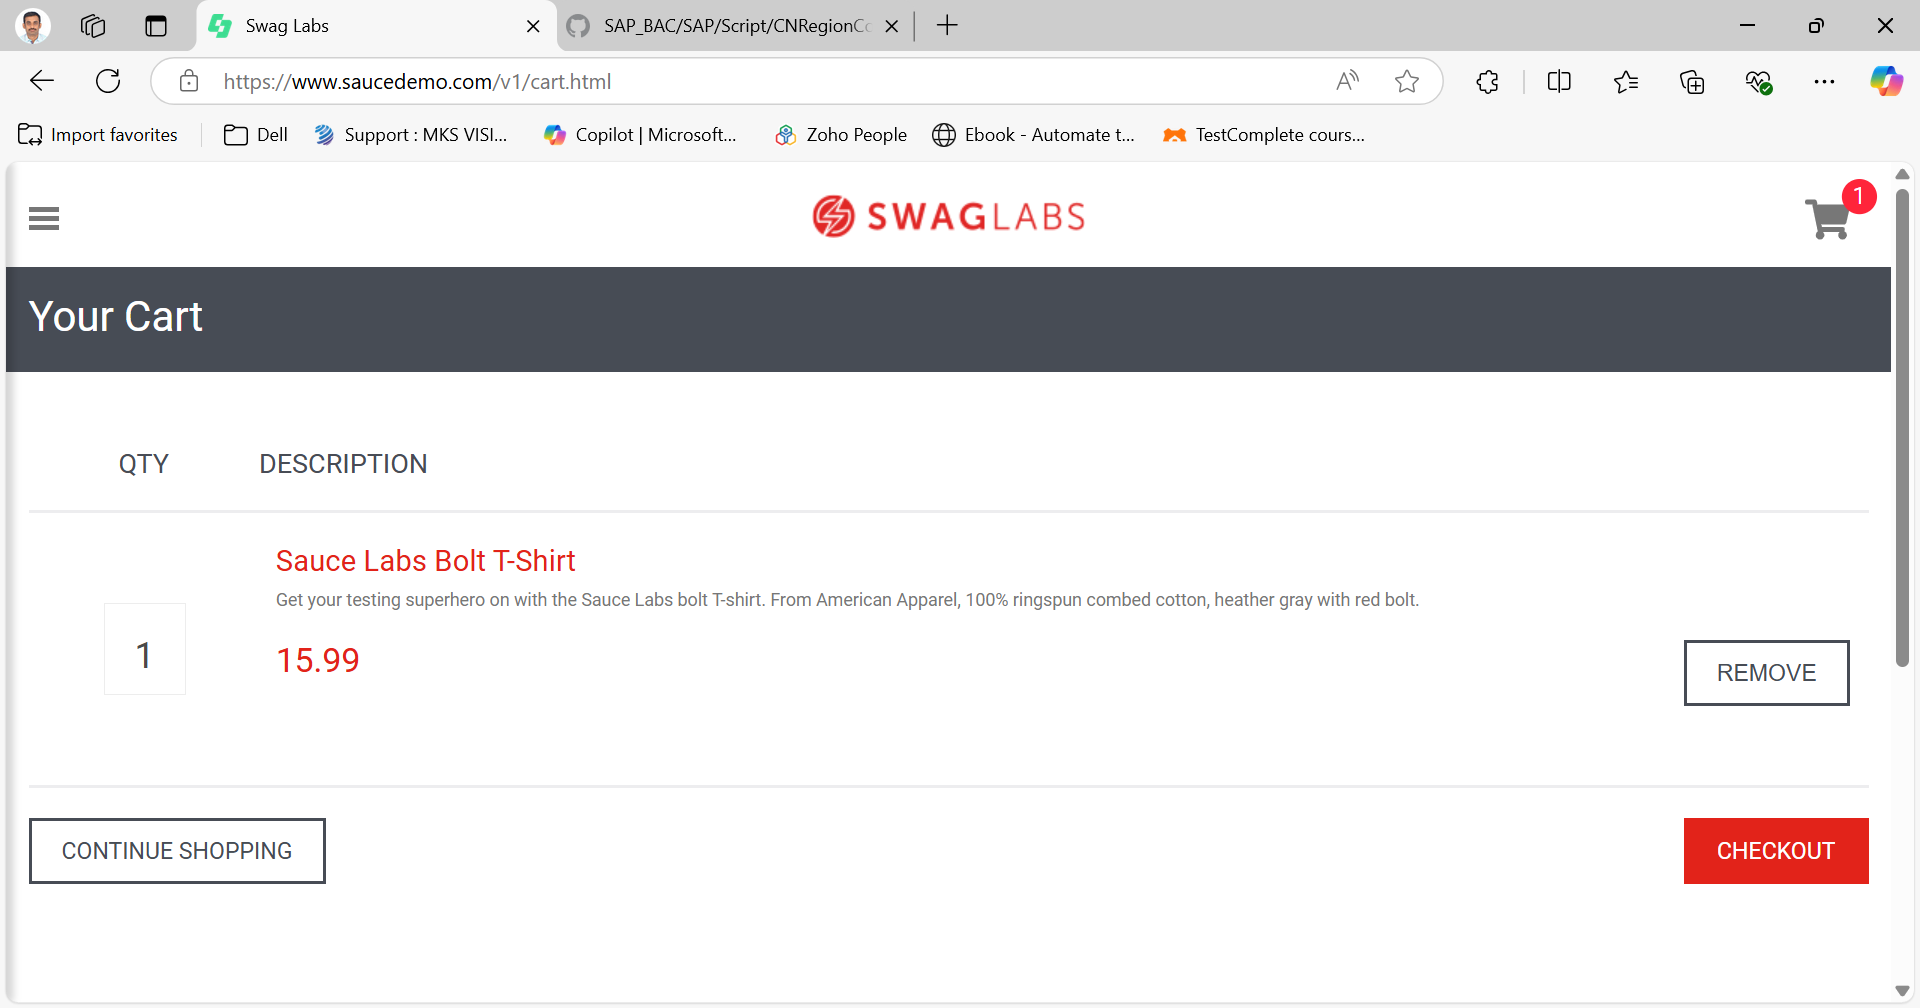 Swag Labs
SAP_BAC/SAP/Script/CNRegionCo
https://www.saucedemo.com/v1/cart.html
Import favorites
Dell
Support : MKS VISI...
Copilot | Microsoft...
Zoho People
Ebook - Automate t...
TestComplete cours...
SWAGLABS
1
Your Cart
QTY DESCRIPTION
Sauce Labs Bolt T-Shirt
Get your testing superhero on with the Sauce Labs bolt T-shirt. From American Apparel, 100% ringspun combed cotton, heather gray with red bolt.
1
15.99
REMOVE
CONTINUE SHOPPING
CHECKOUT